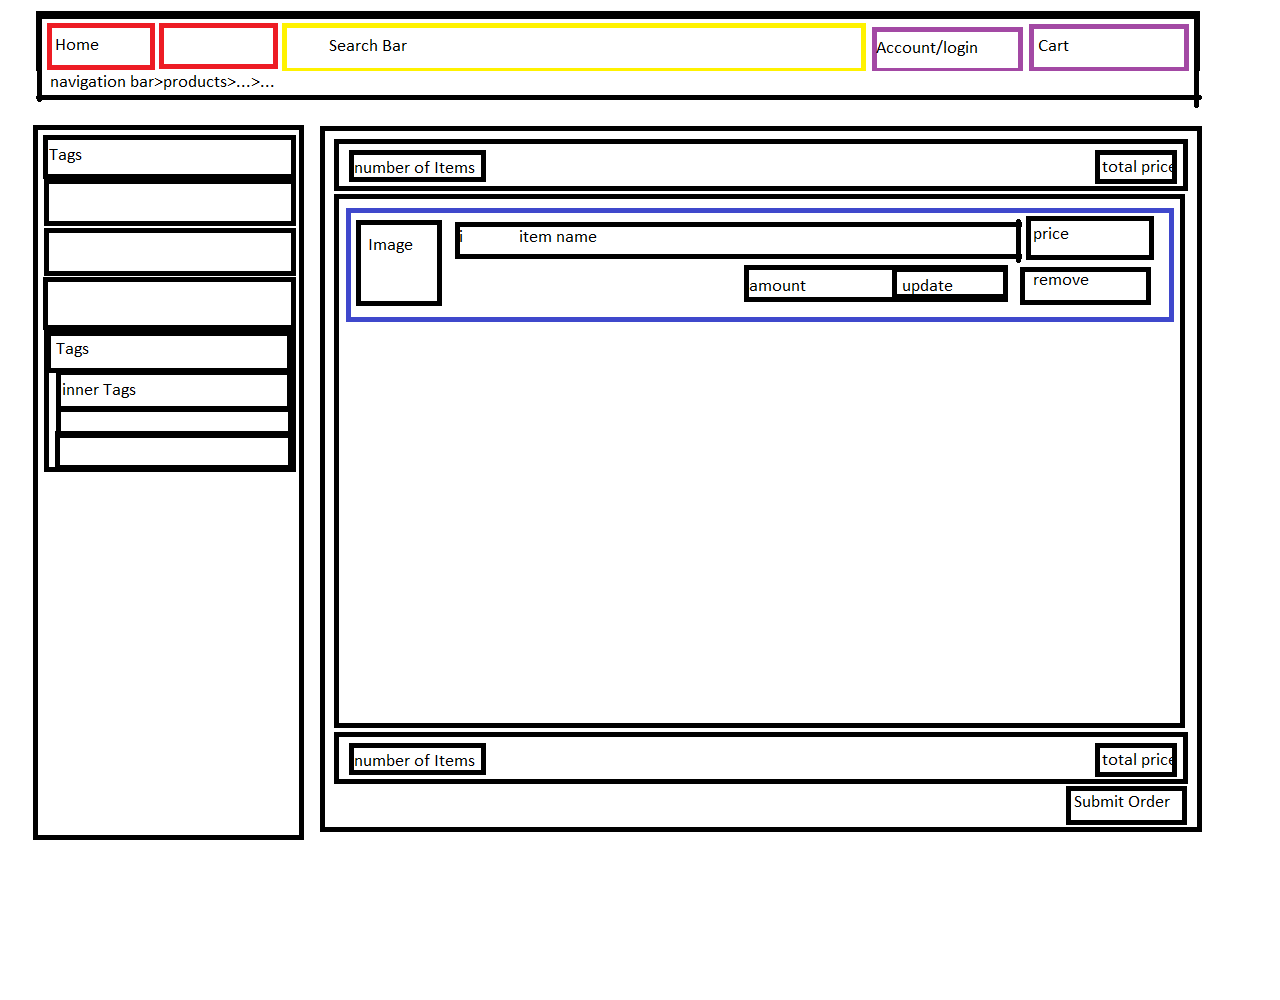 Home
Search Bar
Account/login
Cart
navigation bar>products>...>...
Tags
Tags
inner Tags
number of Items
total price
Image
i
item name
price
amount
update
remove
number of Items
total price
Submit Order